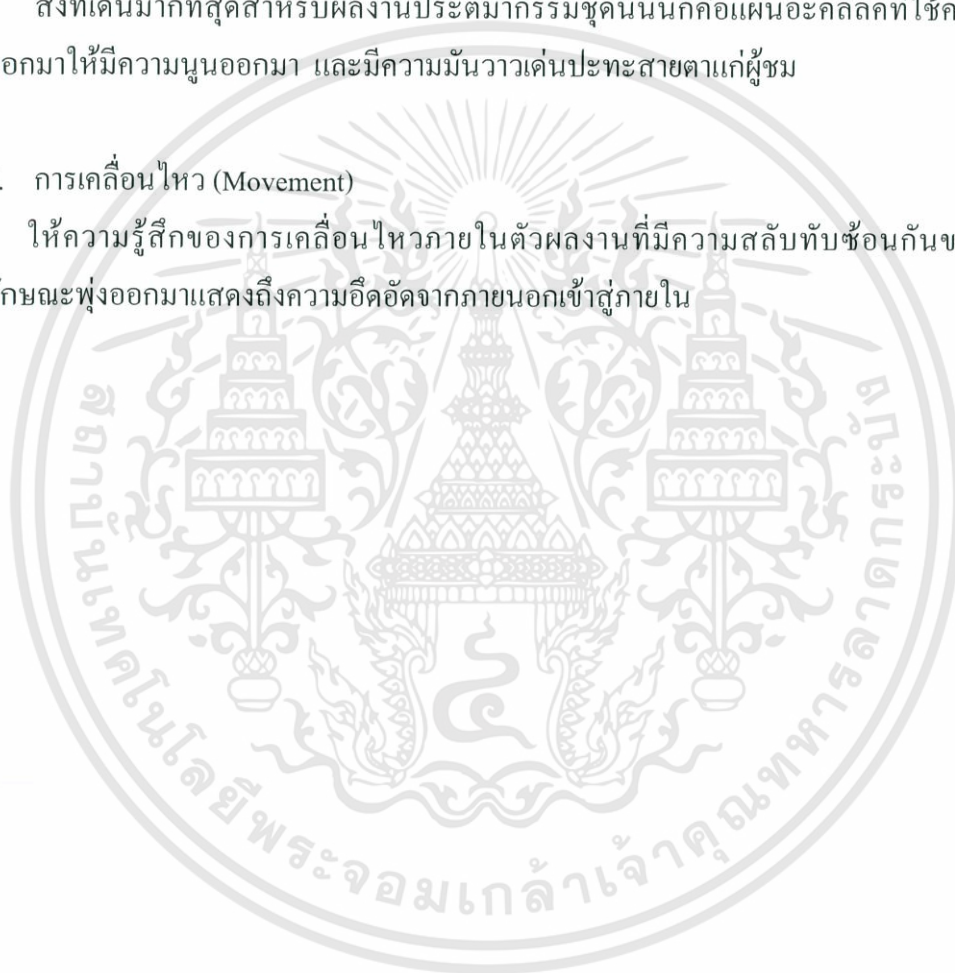 สิ่งที่เด่นมากที่สุดสำหรับผลงานประติมากรรมชุดนี้นั้นก็คือแผ่นอะคลิลิคที่ใช้ค
อกมาให้มีความนูนออกมา และมีความมันวาวเด่นปะทะสายตาแก่ผู้ชม
. การเคลื่อนไหว (Movement)
ให้ความรู้สึกของการเคลื่อนไหวภายในตัวผลงานที่มีความสลับทับซ้อนกันข
ักษณะพุ่งออกมาแสดงถึงความอึดอัดจากภายนอกเข้าสู่ภายใน
สถาบันเทคโนโลยีพระจอมเกล้าเจ้าคุณทหารลาดกระบัง
๔